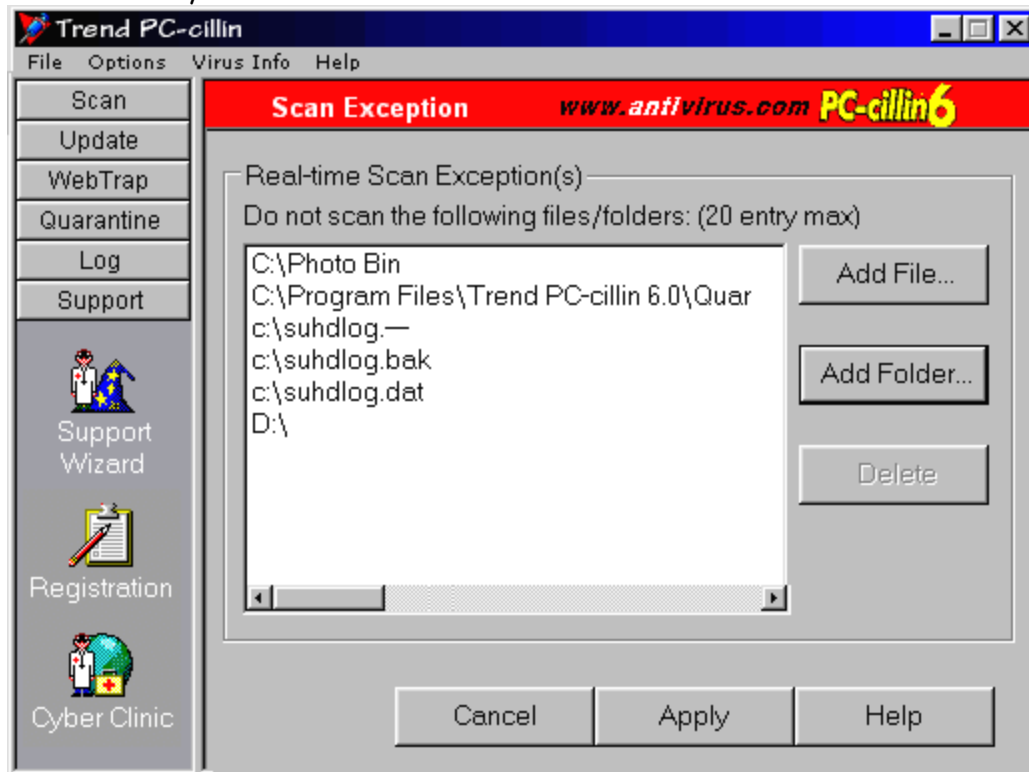 Trend PC-cillin
File Options Virus Info Help
Scan
Update
WebTrap
Quarantine
Log
Support
Support
Wizard
Registration
Cyber Clinic
Scan Exception www.antivirus.com PC-cillin 6
Real-time Scan Exception(s)
Do not scan the following files/folders: (20 entry max)
C:\Photo Bin
C:\Program Files\Trend PC-cillin 6.0\Quar
c:\suhdlog.—
c:\suhdlog.bak
c:\suhdlog.dat
D:\
Add File...
Add Folder...
Delete
Cancel Apply Help